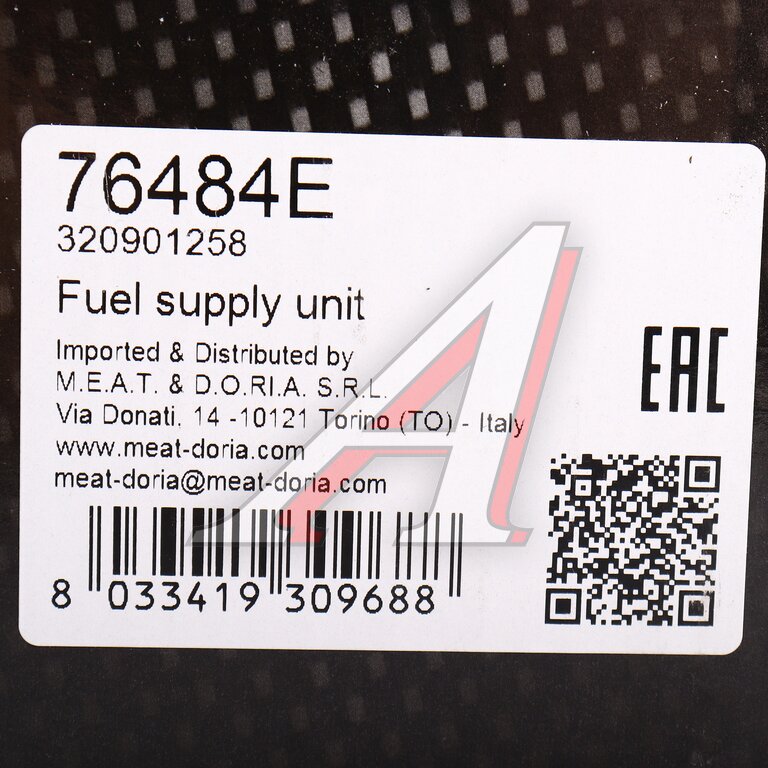 76484E
320901258
Fuel supply unit
Imported & Distributed by
M.E.A.T. & D.O.RI.A. S.R.L.
Via Donati, 14 -10121 Torino (TO) - Italy
www.meat-doria.com
meat-doria@meat-doria.com
EAC
8 033419 309688